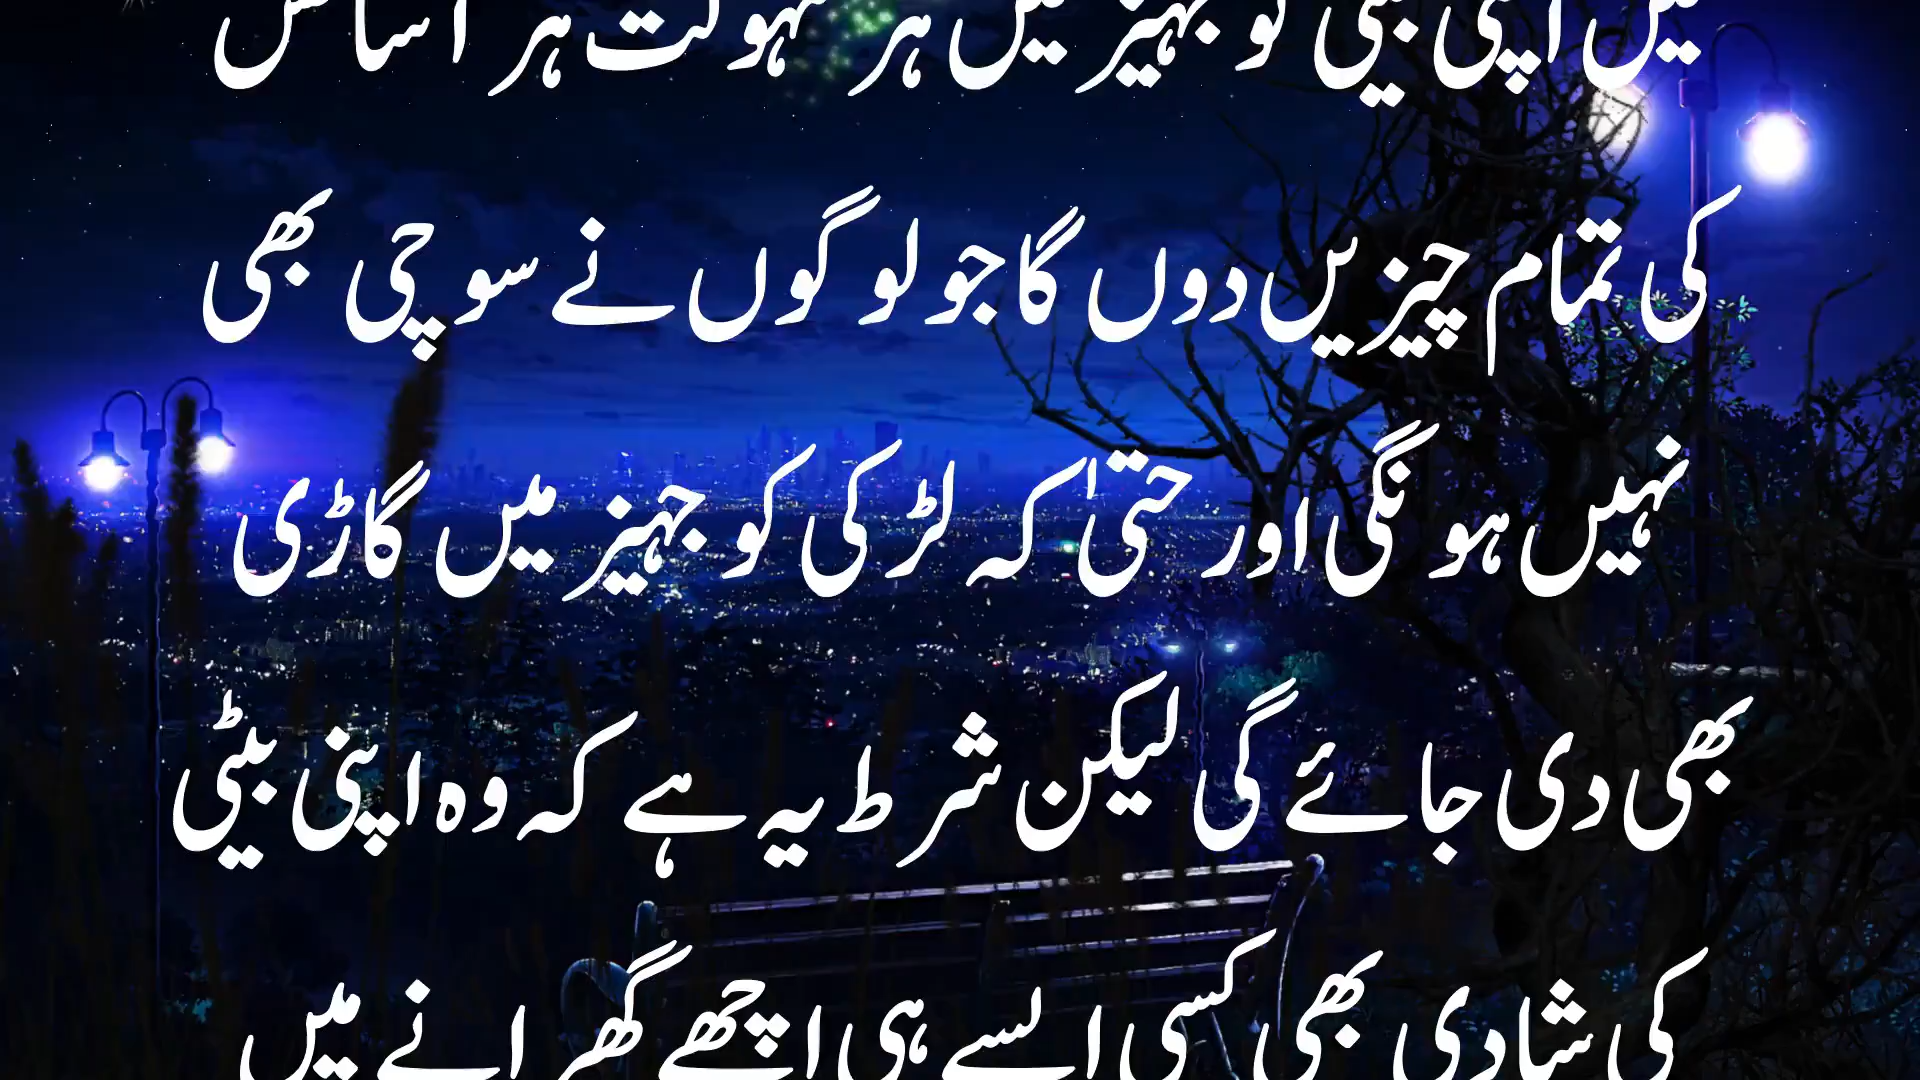 میں اپنی بیٹی کو جہیز میں ہر سہولت ہر آسائش
کی تمام چیزیں دوں گا جو لوگوں نے سوچی بھی
نہیں ہونگی اور حتیٰ کہ لڑکی کو جہیز میں گاڑی
بھی دی جائے گی لیکن شرط یہ ہے کہ وہ اپنی بیٹی
کی شادی بھی کسی ایسے ہی اچھے گھرانے میں